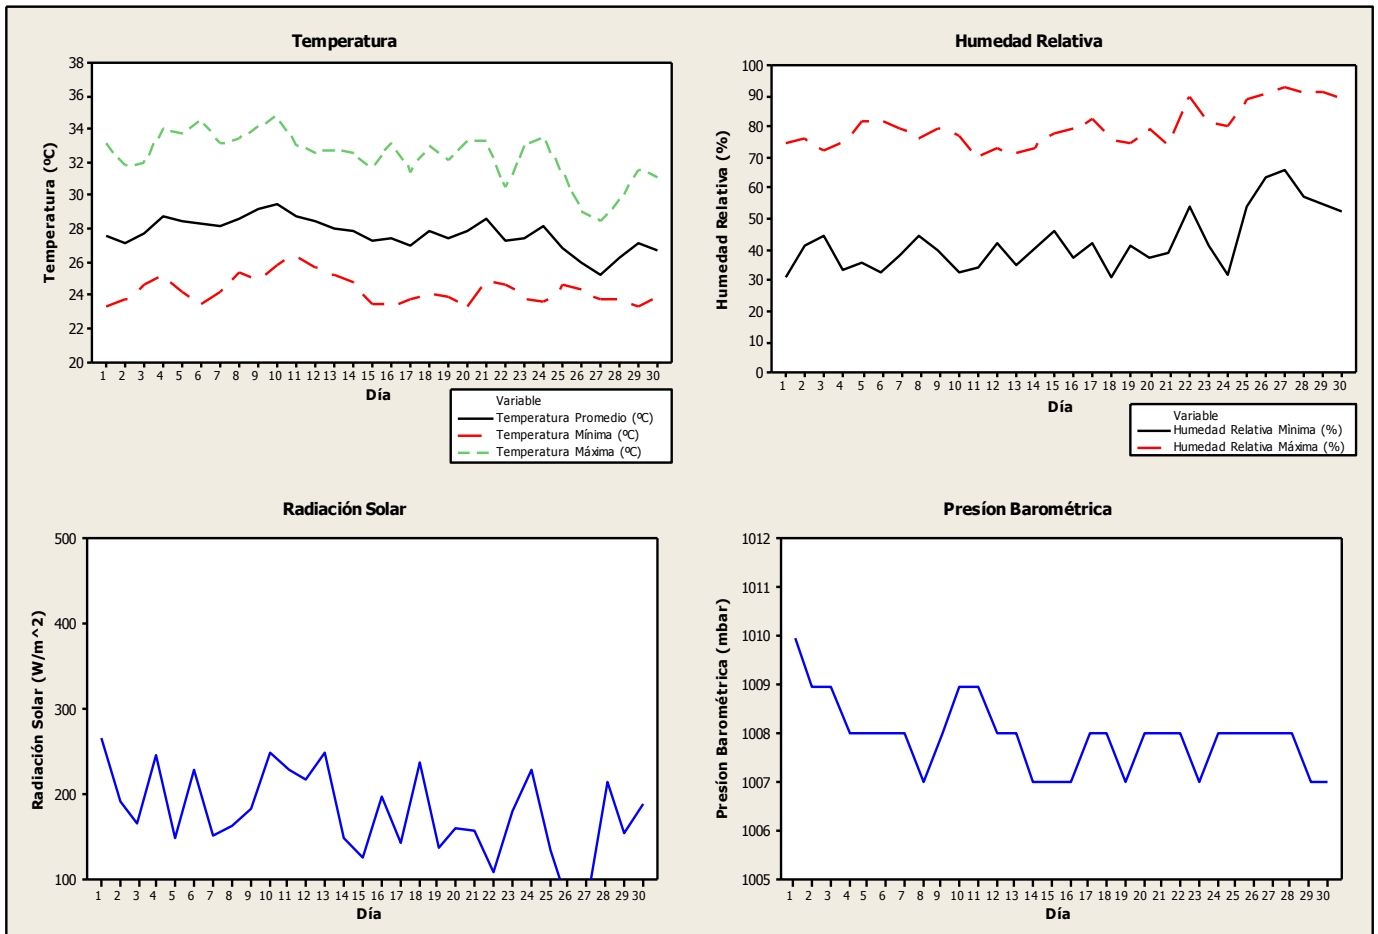 Temperatura
Temperatura (ºC)
38
36
34
32
30
28
26
24
22
20
1 2 3 4 5 6 7 8 9 10 11 12 13 14 15 16 17 18 19 20 21 22 23 24 25 26 27 28 29 30
Día
Variable
Temperatura Promedio (ºC)
Temperatura Mínima (ºC)
Temperatura Máxima (ºC)
Humedad Relativa
Humedad Relativa (%)
100
90
80
70
60
50
40
30
20
10
0
1 2 3 4 5 6 7 8 9 10 11 12 13 14 15 16 17 18 19 20 21 22 23 24 25 26 27 28 29 30
Día
Variable
Humedad Relativa Mìnima (%)
Humedad Relativa Máxima (%)
Radiación Solar
Radiación Solar (W/m^2)
500
400
300
200
100
1 2 3 4 5 6 7 8 9 10 11 12 13 14 15 16 17 18 19 20 21 22 23 24 25 26 27 28 29 30
Día
Presíon Barométrica
Presíon Barométrica (mbar)
1012
1011
1010
1009
1008
1007
1006
1005
1 2 3 4 5 6 7 8 9 10 11 12 13 14 15 16 17 18 19 20 21 22 23 24 25 26 27 28 29 30
Día